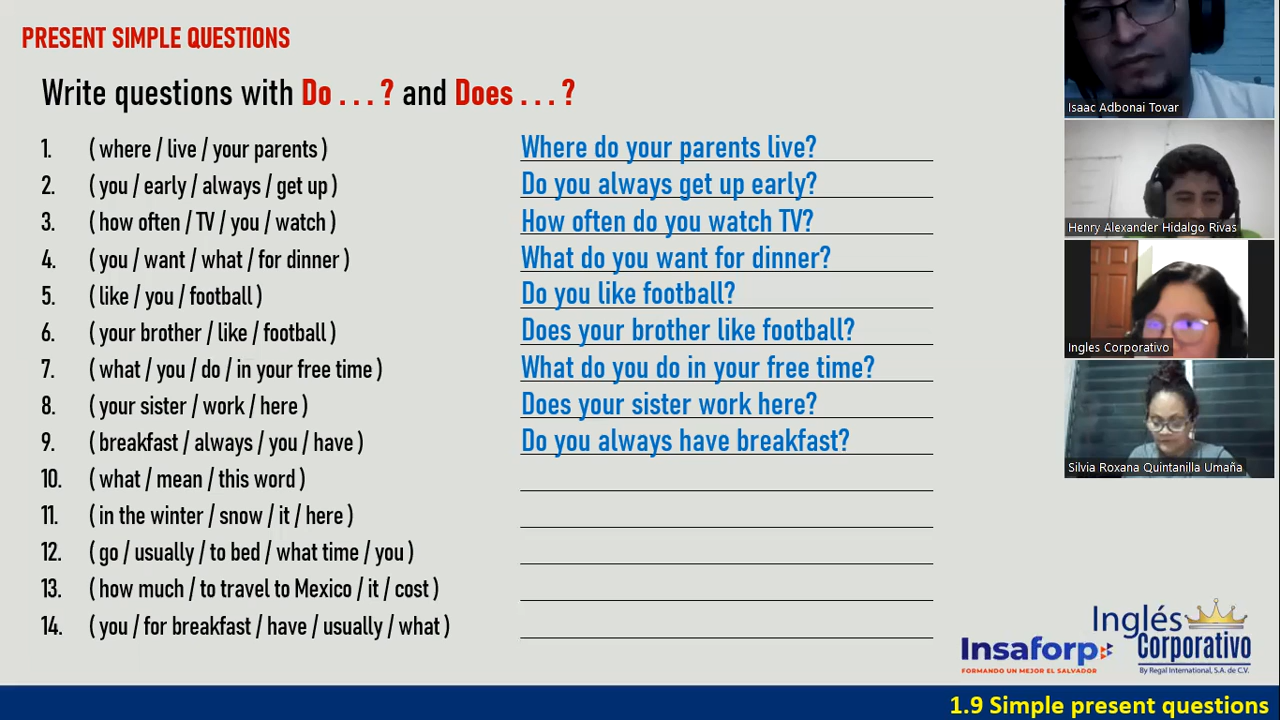 PRESENT SIMPLE QUESTIONS
Write questions with Do . . . ? and Does . . . ?
1. ( where / live / your parents ) Where do your parents live?
2. ( you / early / always / get up ) Do you always get up early?
3. ( how often / TV / you / watch ) How often do you watch TV?
4. ( you / want / what / for dinner ) What do you want for dinner?
5. ( like / you / football ) Do you like football?
6. ( your brother / like / football ) Does your brother like football?
7. ( what / you / do / in your free time ) What do you do in your free time?
8. ( your sister / work / here ) Does your sister work here?
9. ( breakfast / always / you / have ) Do you always have breakfast?
10. ( what / mean / this word )
11. ( in the winter / snow / it / here )
12. ( go / usually / to bed / what time / you )
13. ( how much / to travel to Mexico / it / cost )
14. ( you / for breakfast / have / usually / what )
Isaac Adbonai Tovar
Henry Alexander Hidalgo Rivas
Ingles Corporativo
Silvia Roxana Quintanilla Umaña
Insaforp
FORMANDO UN MEJOR EL SALVADOR
Inglés
Corporativo
By Regal International, S.A. de C.V.
1.9 Simple present questions